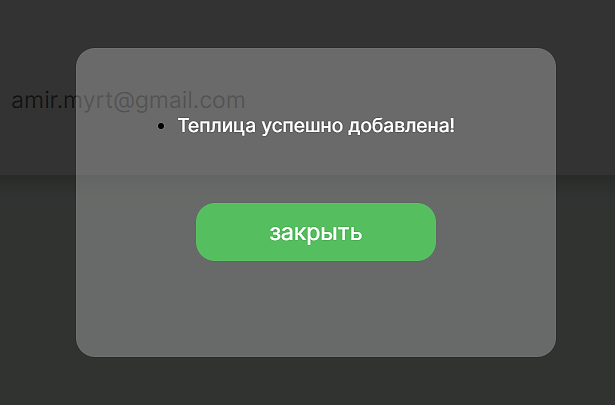 amir.myrt@gmail.com
Теплица успешно добавлена!
закрыть